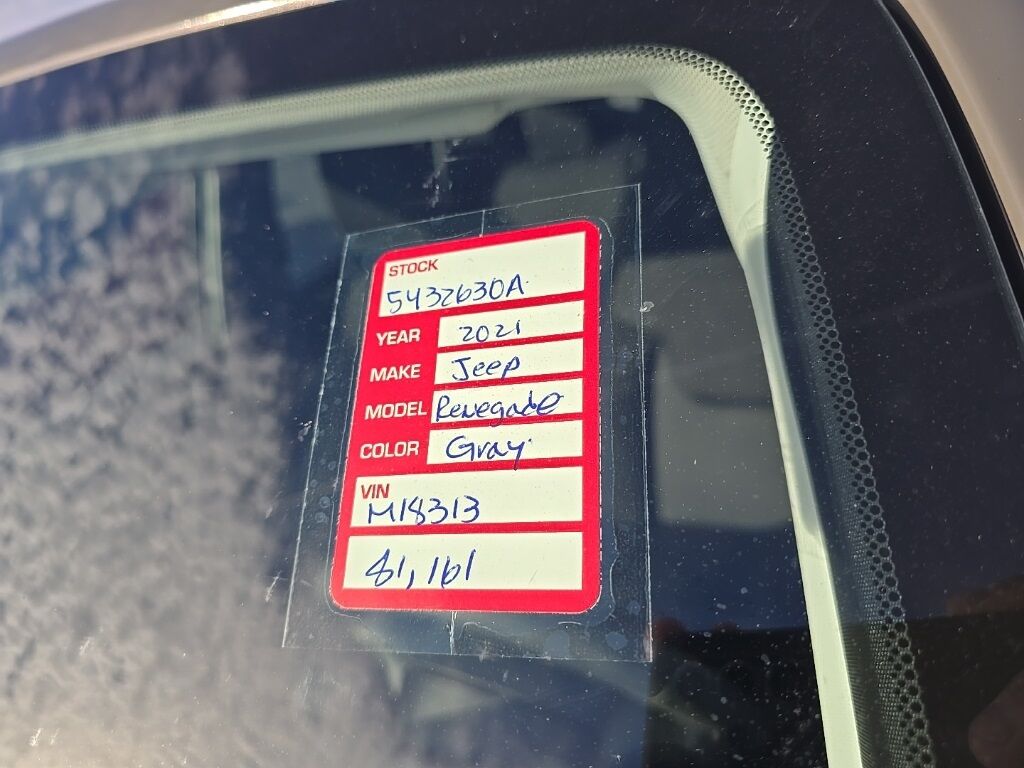 STOCK
5432630A
YEAR 2021
MAKE Jeep
MODEL Renegade
COLOR Gray
VIN
M18313
81,161